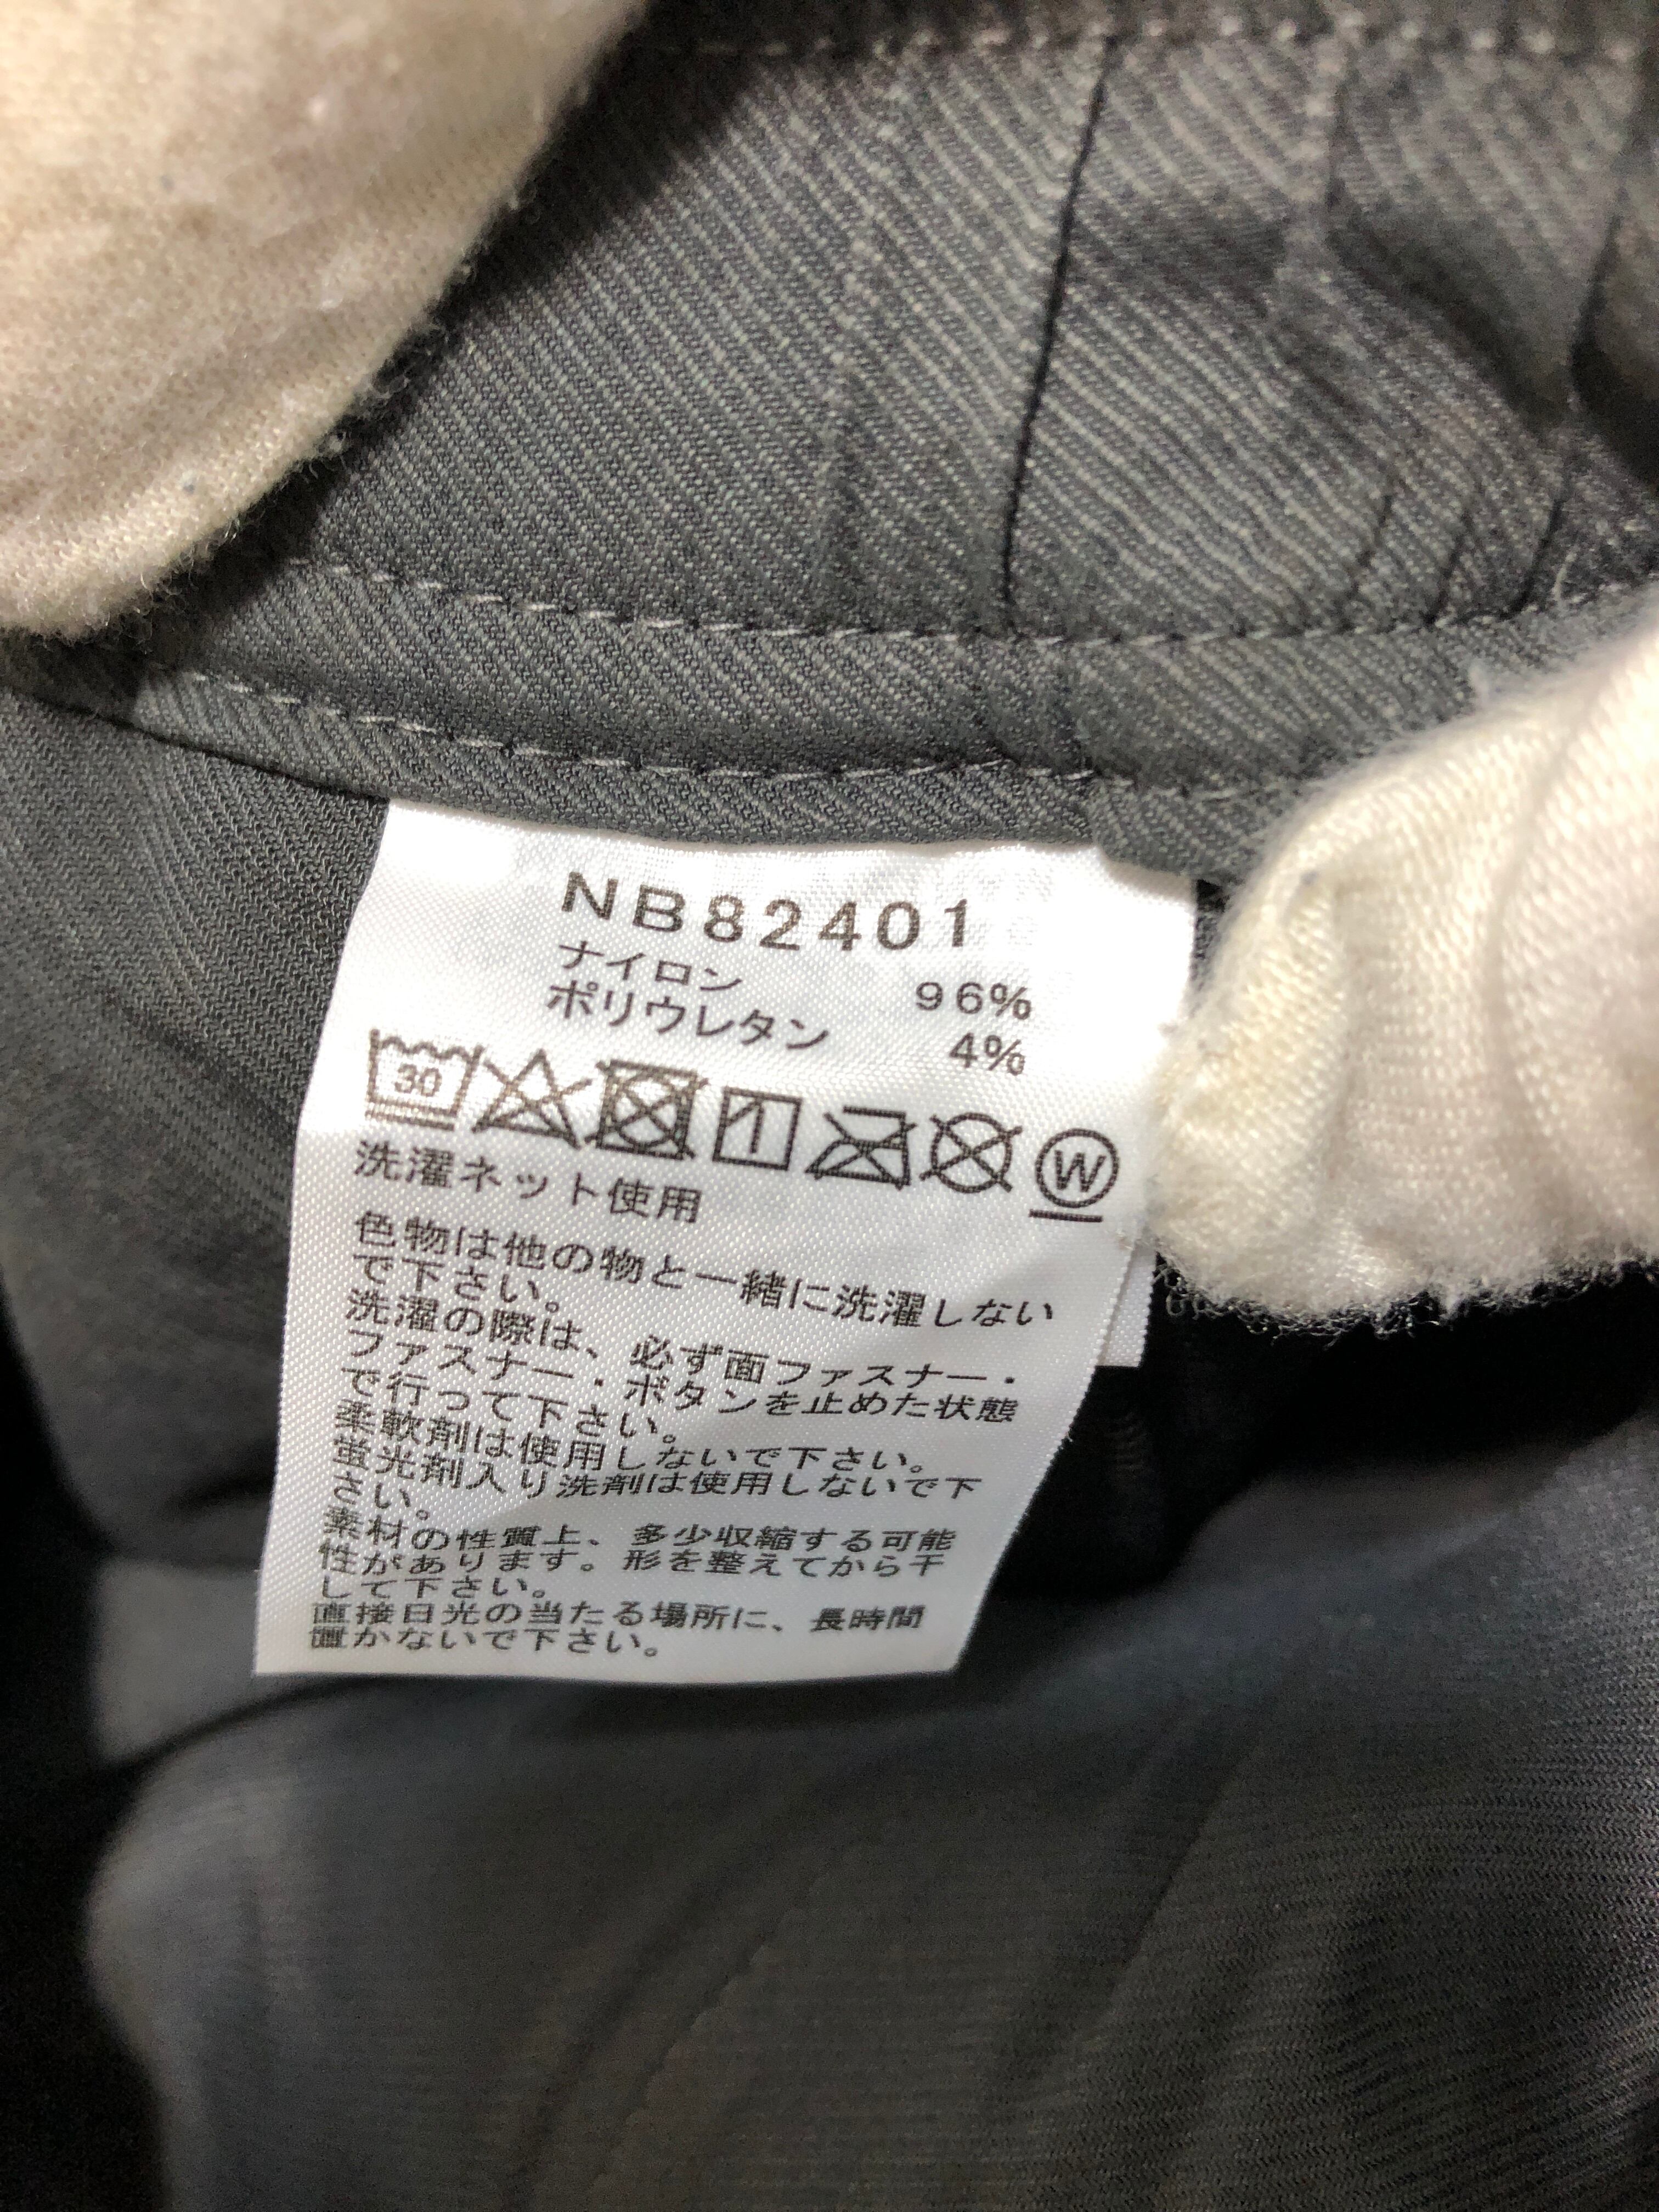 NB82401
ナイロン 96%
ポリウレタン 4%
30 W
洗濯ネット使用
色物は他の物と一緒に洗濯しない
で下さい。
洗濯の際は、必ず面ファスナー・
ファスナー・ボタンを止めた状態
で行って下さい。
柔軟剤は使用しないで下さい。
蛍光剤入り洗剤は使用しないで下
さい。
素材の性質上、多少収縮する可能
性があります。形を整えてから干
して下さい。
直接日光の当たる場所に、長時間
置かないで下さい。